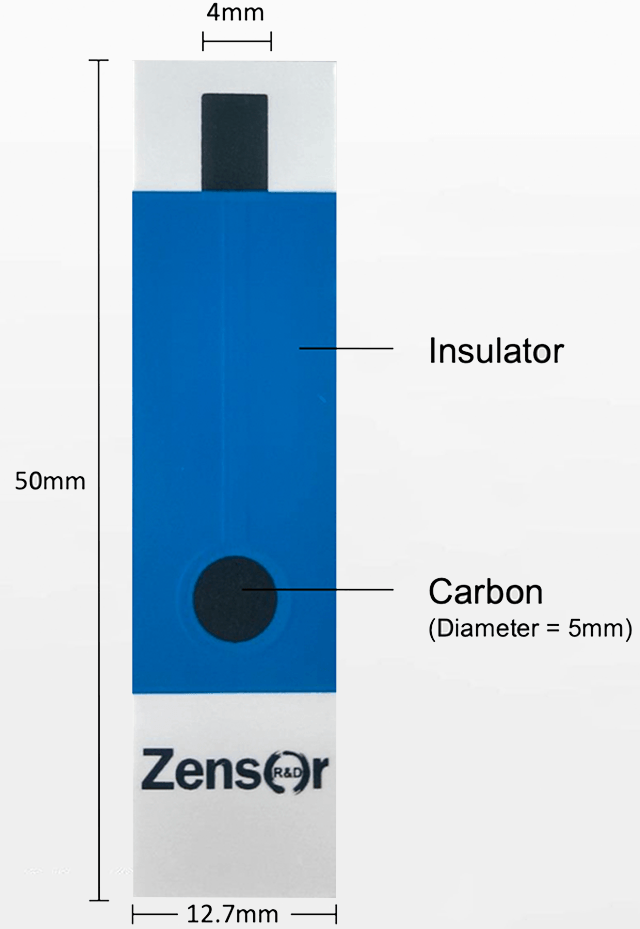 4mm
Insulator
50mm
Carbon
(Diameter = 5mm)
Zensor
R&D
12.7mm